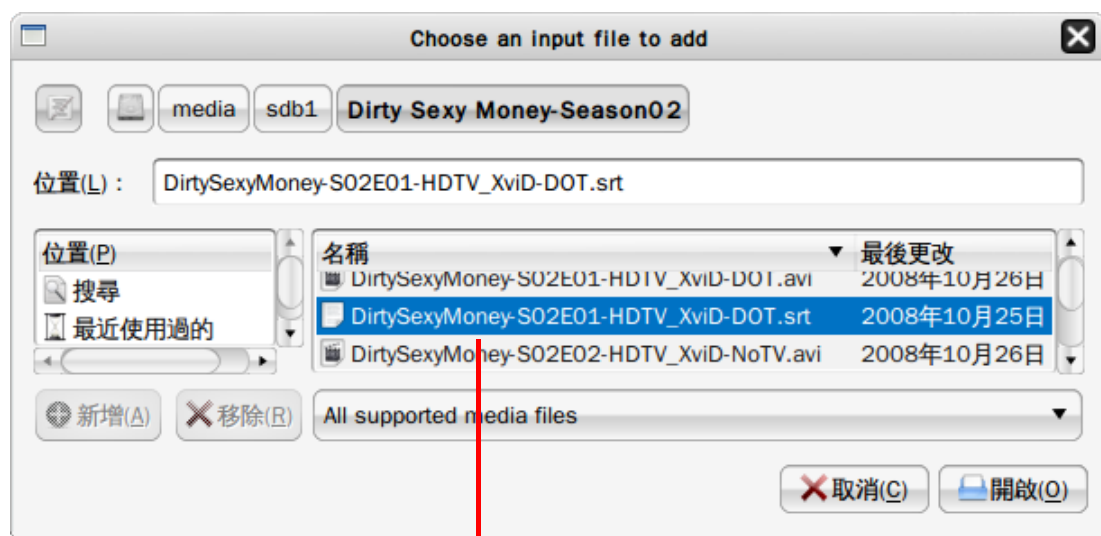 Choose an input file to add
media sdb1 Dirty Sexy Money-Season02
位置(L)： DirtySexyMoney-S02E01-HDTV_XviD-DOT.srt
位置(P) 名稱 最後更改
DirtySexyMoney-S02E01-HDTV_XviD-DOT.avi 2008年10月26日
搜尋
DirtySexyMoney-S02E01-HDTV_XviD-DOT.srt 2008年10月25日
最近使用過的
DirtySexyMoney-S02E02-HDTV_XviD-NoTV.avi 2008年10月26日
新增(A) 移除(R) All supported media files
取消(C) 開啟(O)